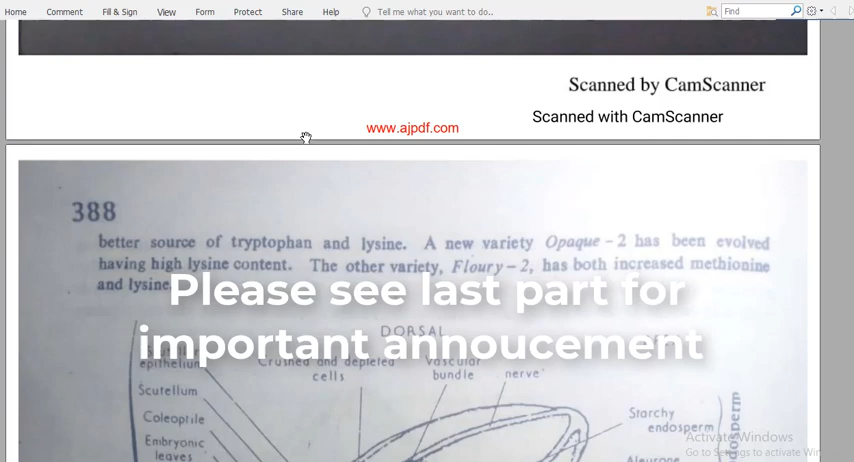 Home Comment Fill & Sign View Form Protect Share Help Tell me what you want to do.. Find
Scanned by CamScanner
Scanned with CamScanner
www.ajpdf.com
388
better source of tryptophan and lysine. A new variety Opaque – 2 has been evolved
having high lysine content. The other variety, Floury – 2, has both increased methionine
and lysine
Please see last part for
important annoucement
DORSAL
epithelium
Crushed and depleted
cells
Vascular
bundle
nerve
Scutellum
Coleoptile
Embryonic
leaves
Starchy
endosperm
Aleurone
Activate Windows
Go to Settings to activate Win